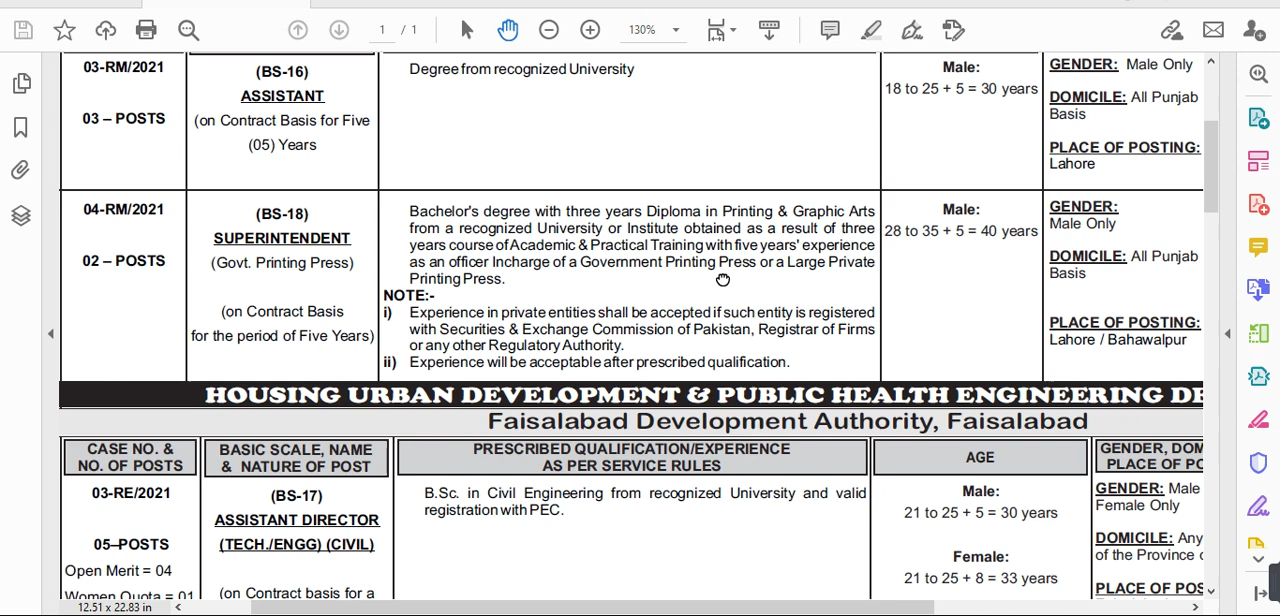 1 / 1
130%
03-RM/2021
03 – POSTS
(BS-16)
ASSISTANT
(on Contract Basis for Five
(05) Years
Degree from recognized University
Male:
18 to 25 + 5 = 30 years
GENDER: Male Only
DOMICILE: All Punjab
Basis
PLACE OF POSTING:
Lahore
04-RM/2021
02 – POSTS
(BS-18)
SUPERINTENDENT
(Govt. Printing Press)
(on Contract Basis
for the period of Five Years)
Bachelor's degree with three years Diploma in Printing & Graphic Arts
from a recognized University or Institute obtained as a result of three
years course of Academic & Practical Training with five years' experience
as an officer Incharge of a Government Printing Press or a Large Private
Printing Press.
NOTE:-
i) Experience in private entities shall be accepted if such entity is registered
with Securities & Exchange Commission of Pakistan, Registrar of Firms
or any other Regulatory Authority.
ii) Experience will be acceptable after prescribed qualification.
Male:
28 to 35 + 5 = 40 years
GENDER:
Male Only
DOMICILE: All Punjab
Basis
PLACE OF POSTING:
Lahore / Bahawalpur
HOUSING URBAN DEVELOPMENT & PUBLIC HEALTH ENGINEERING DE
Faisalabad Development Authority, Faisalabad
CASE NO. &
NO. OF POSTS
BASIC SCALE, NAME
& NATURE OF POST
PRESCRIBED QUALIFICATION/EXPERIENCE
AS PER SERVICE RULES
AGE
GENDER, DOM
PLACE OF PO
03-RE/2021
05–POSTS
Open Merit = 04
Women Quota = 01
(BS-17)
ASSISTANT DIRECTOR
(TECH./ENGG) (CIVIL)
(on Contract basis for a
B.Sc. in Civil Engineering from recognized University and valid
registration with PEC.
Male:
21 to 25 + 5 = 30 years
Female:
21 to 25 + 8 = 33 years
GENDER: Male
Female Only
DOMICILE: Any
of the Province
PLACE OF POS
12.51 x 22.83 in